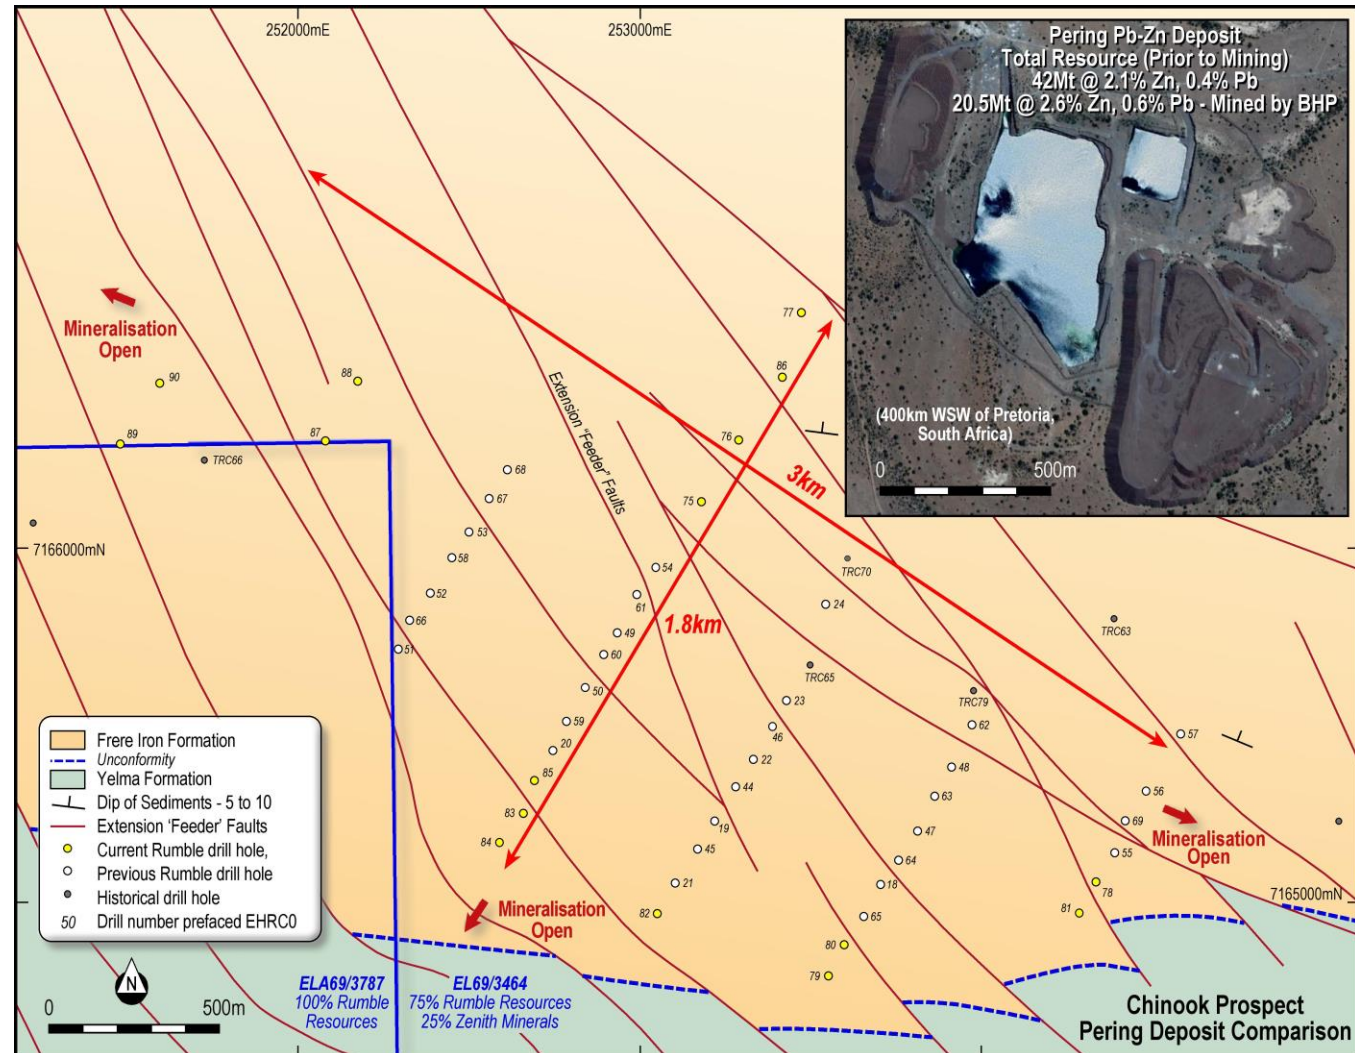 252000mE
253000mE
Pering Pb-Zn Deposit
Total Resource (Prior to Mining)
42Mt @ 2.1% Zn, 0.4% Pb
20.5Mt @ 2.6% Zn, 0.6% Pb - Mined by BHP
(400km WSW of Pretoria,
South Africa)
0
500m
Mineralisation
Open
77
86
90
88
76
89
87
TRC66
68
Extension "Feeder" Faults
3km
67
75
53
7166000mN
58
54
TRC70
52
61
24
66
49
1.8km
TRC63
51
60
TRC65
50
23
TRC79
59
46
62
57
20
22
48
85
44
63
56
83
19
47
69
Mineralisation
Open
84
45
64
55
21
18
78
82
65
81
7165000mN
Mineralisation
Open
80
79
Frere Iron Formation
Unconformity
Yelma Formation
Dip of Sediments - 5 to 10
Extension 'Feeder' Faults
Current Rumble drill hole,
Previous Rumble drill hole
Historical drill hole
50 Drill number prefaced EHRC0
N
0
500m
ELA69/3787
100% Rumble
Resources
EL69/3464
75% Rumble Resources
25% Zenith Minerals
Chinook Prospect
Pering Deposit Comparison